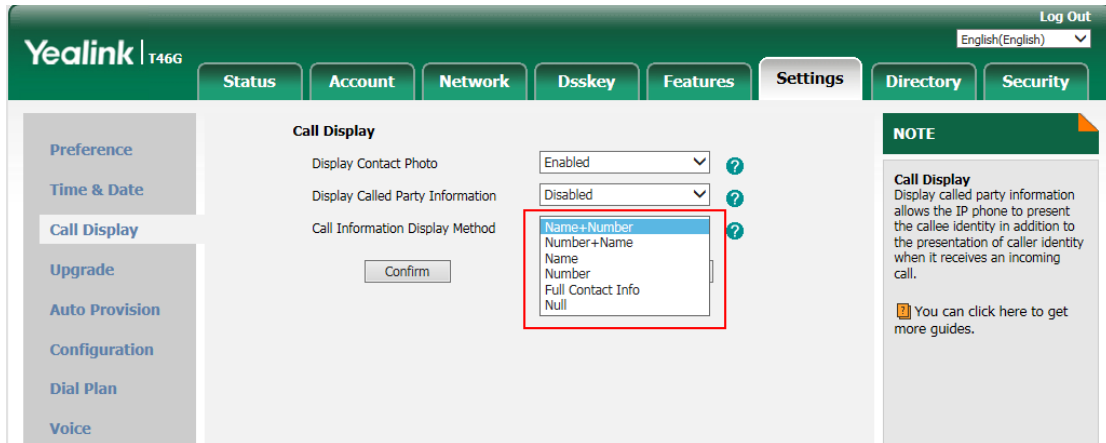 Log Out
English(English)
Yealink T46G
Status Account Network Dsskey Features Settings Directory Security
Preference
Time & Date
Call Display
Upgrade
Auto Provision
Configuration
Dial Plan
Voice
Call Display
Display Contact Photo Enabled
Display Called Party Information Disabled
Call Information Display Method
Name+Number
Number+Name
Name
Number
Full Contact Info
Null
Confirm
NOTE
Call Display
Display called party information
allows the IP phone to present
the callee identity in addition to
the presentation of caller identity
when it receives an incoming
call.
You can click here to get
more guides.